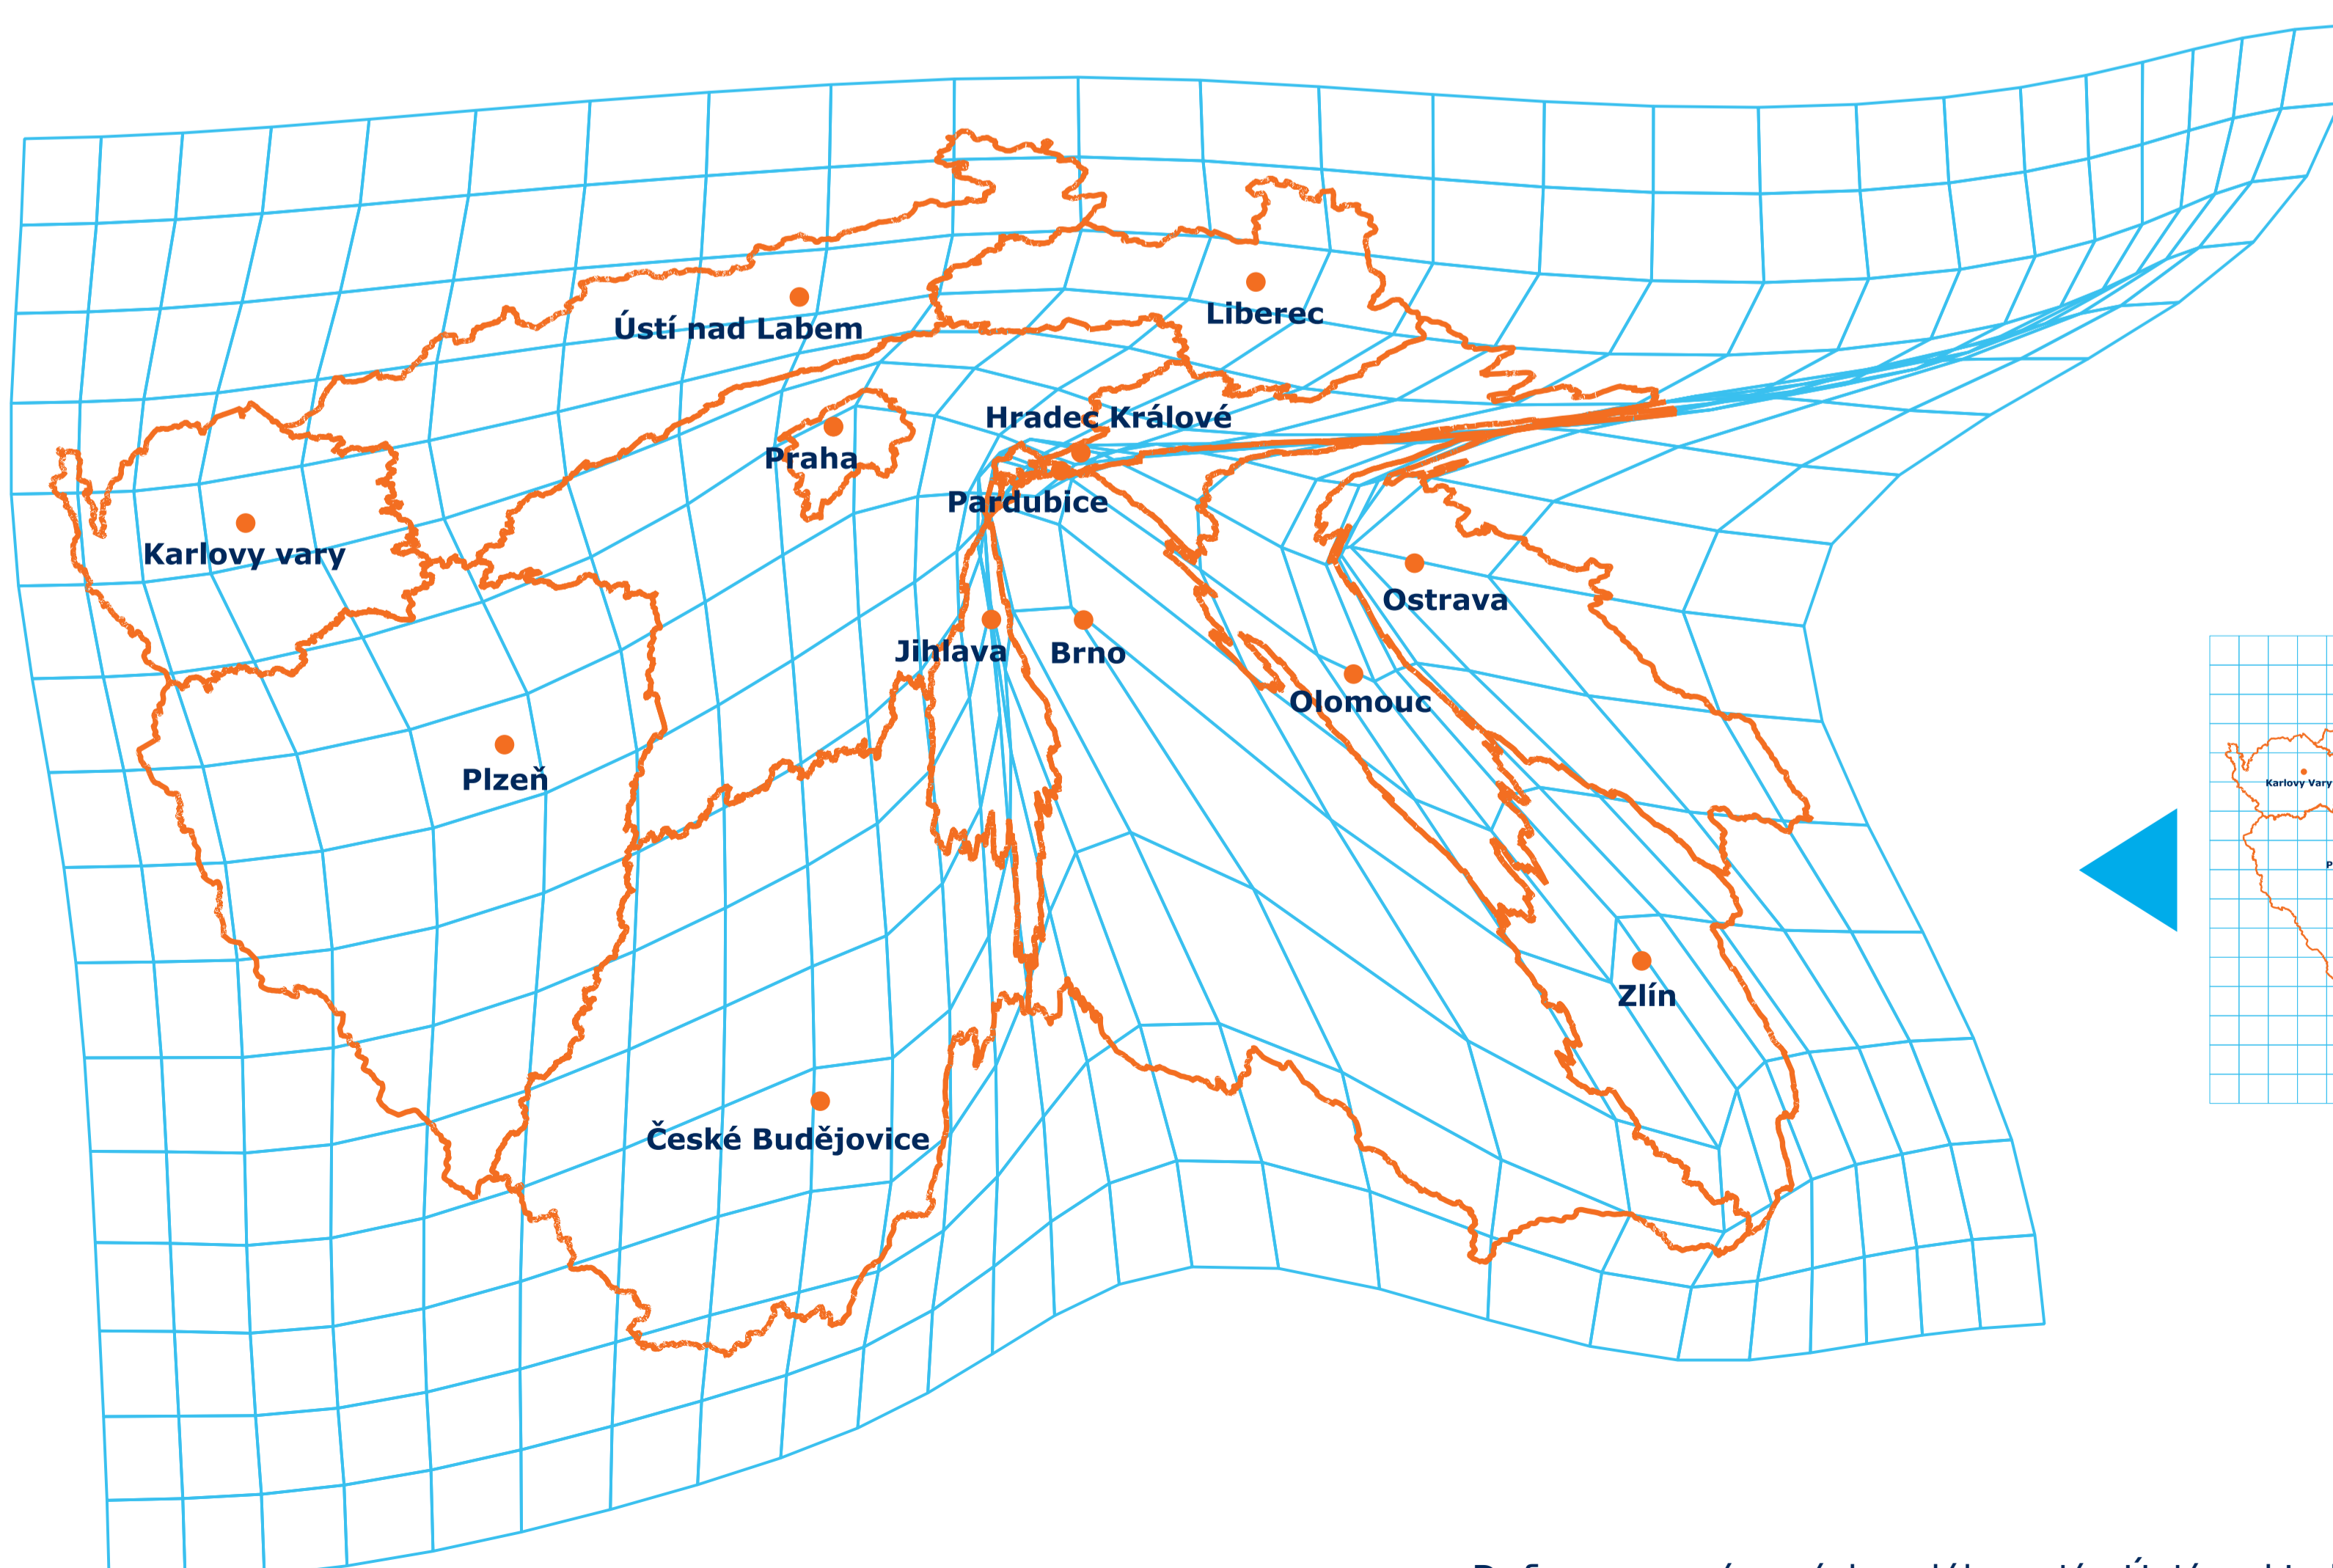 Liberec
Ústí nad Labem
Hradec Králové
Praha
Pardubice
Karlovy vary
Ostrava
Jihlava
Brno
Olomouc
Plzeň
Karlovy Vary
P
Zlín
České Budějovice